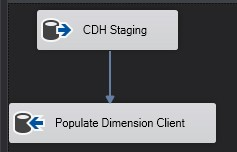 CDH Staging
Populate Dimension Client